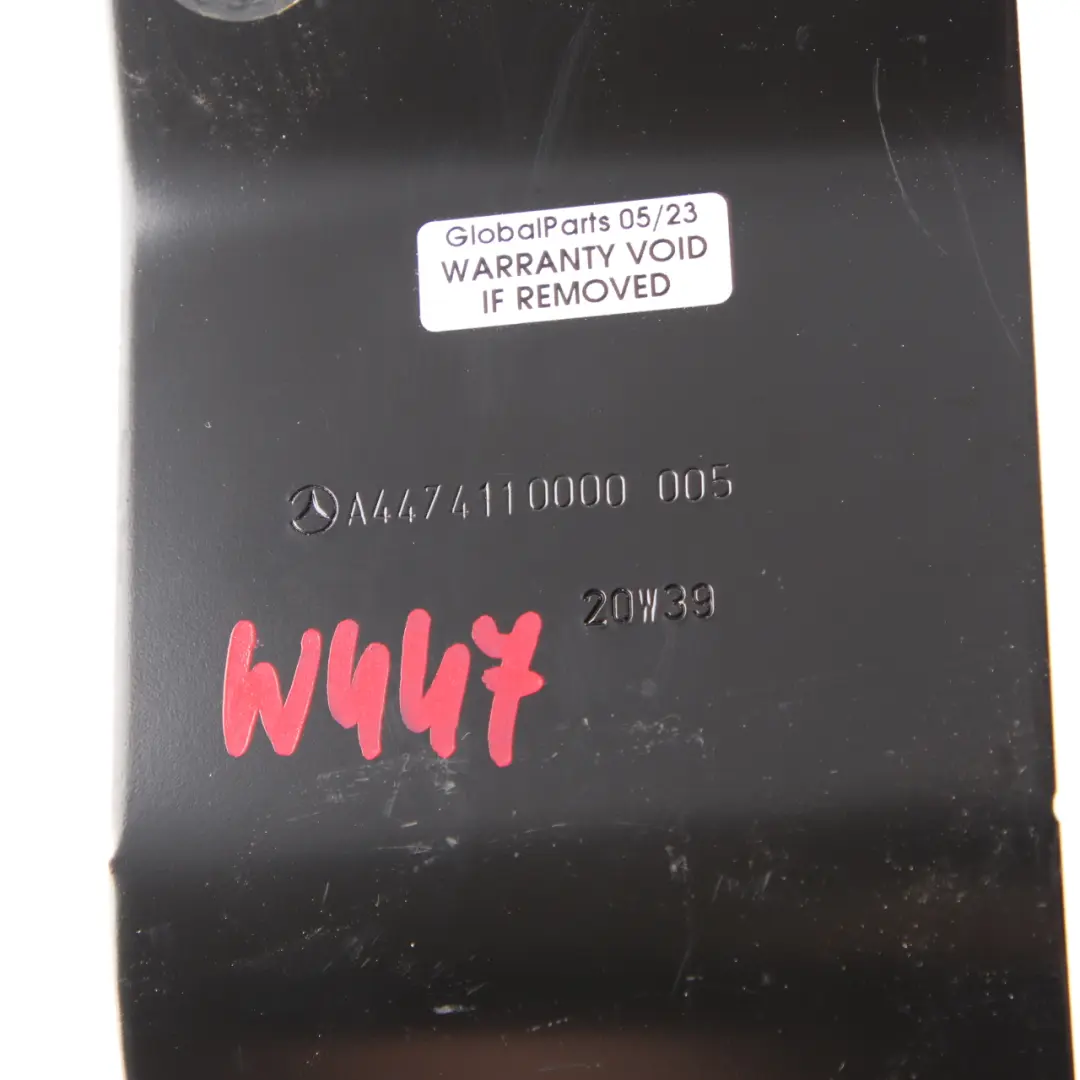 GlobalParts 05/23
WARRANTY VOID
IF REMOVED
A4474110000 005
20W39
W447